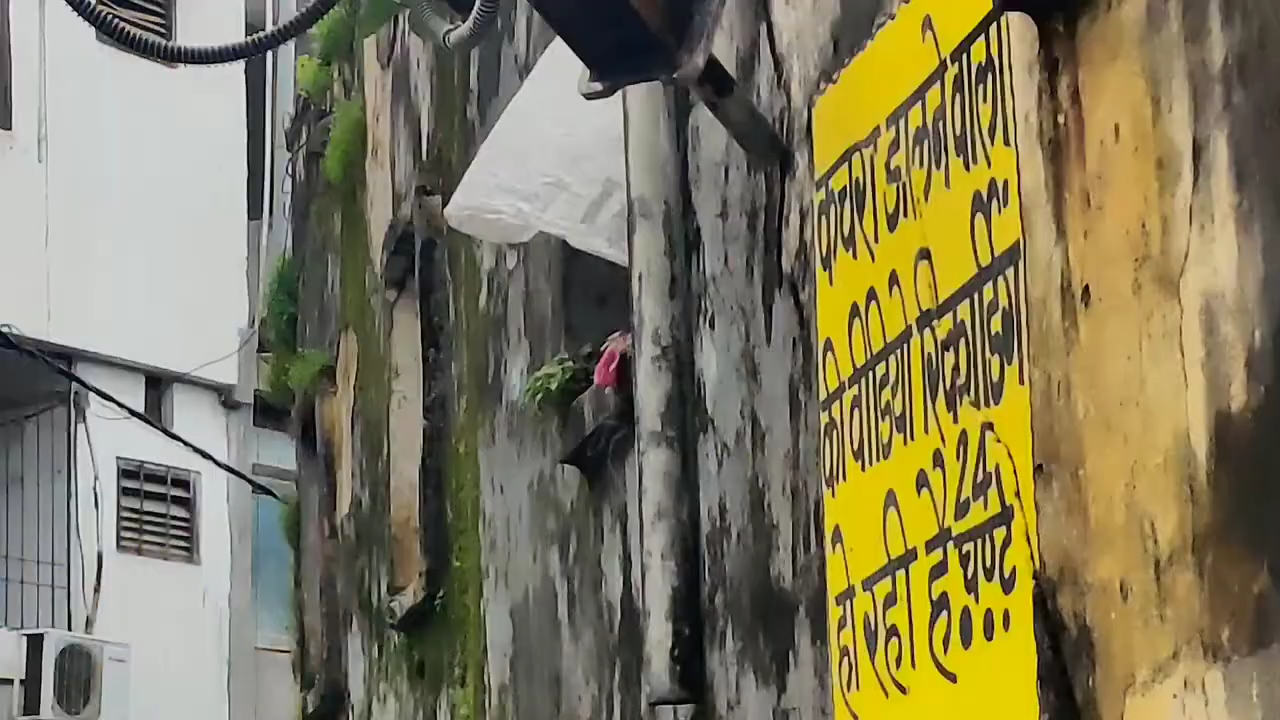 कचरा डालने वालों
की वीडियो रिकार्डिंग
हो रही है 24 घण्टे...